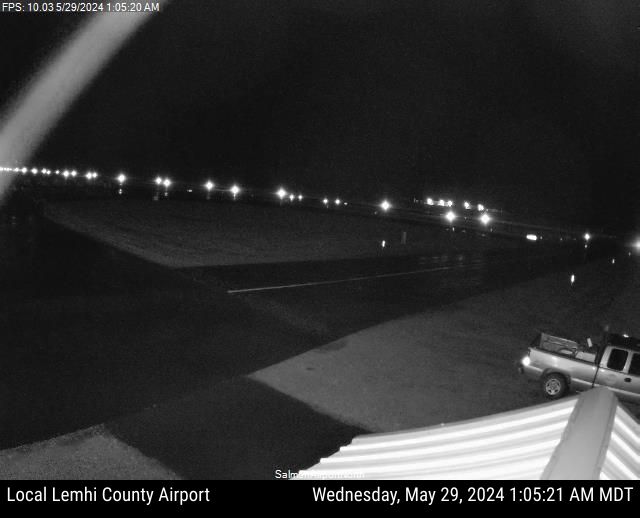 FPS: 10.03 5/29/2024 1:05:20 AM
Local Lemhi County Airport
Wednesday, May 29, 2024 1:05:21 AM MDT